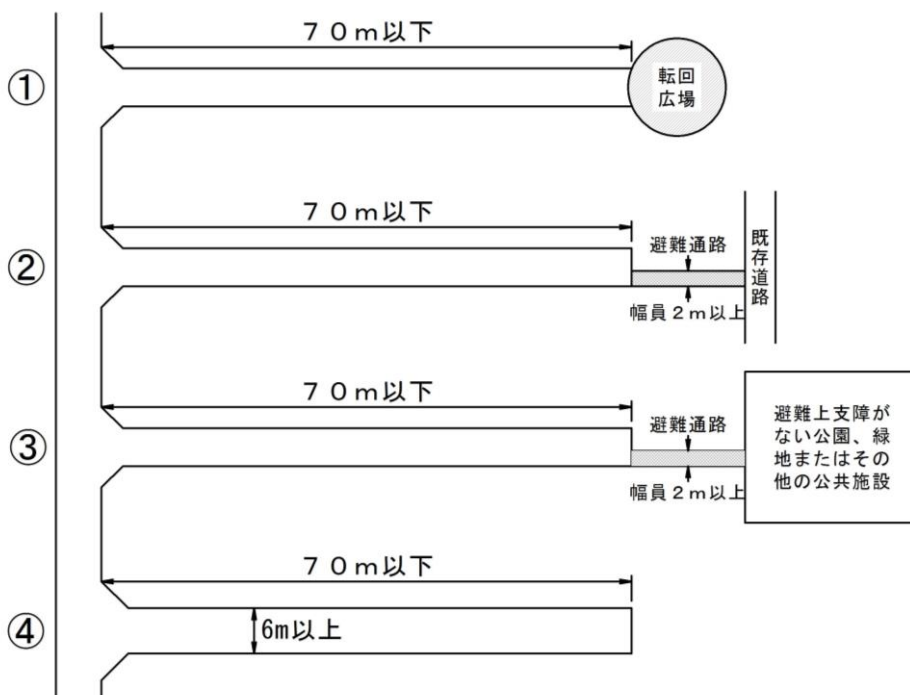 ①
７０ｍ以下
転回
広場
②
７０ｍ以下
避難通路
幅員２ｍ以上
既存道路
③
７０ｍ以下
避難通路
幅員２ｍ以上
避難上支障が
ない公園、緑
地またはその
他の公共施設
④
７０ｍ以下
6m以上